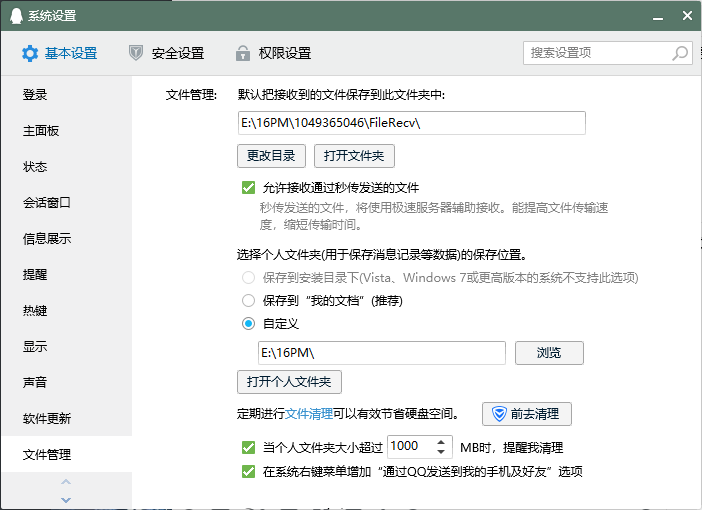 系统设置
基本设置 安全设置 权限设置 搜索设置项
登录
主面板
状态
会话窗口
信息展示
提醒
热键
显示
声音
软件更新
文件管理
文件管理: 默认把接收到的文件保存到此文件夹中:
E:\16PM\1049365046\FileRecv\
更改目录 打开文件夹
允许接收通过秒传发送的文件
秒传发送的文件，将使用极速服务器辅助接收。能提高文件传输速
度，缩短传输时间。
选择个人文件夹(用于保存消息记录等数据)的保存位置。
保存到安装目录下(Vista、Windows 7或更高版本的系统不支持此选项)
保存到“我的文档”(推荐)
自定义
E:\16PM\ 浏览
打开个人文件夹
定期进行文件清理可以有效节省硬盘空间。 前去清理
当个人文件夹大小超过 1000 MB时，提醒我清理
在系统右键菜单增加“通过QQ发送到我的手机及好友”选项